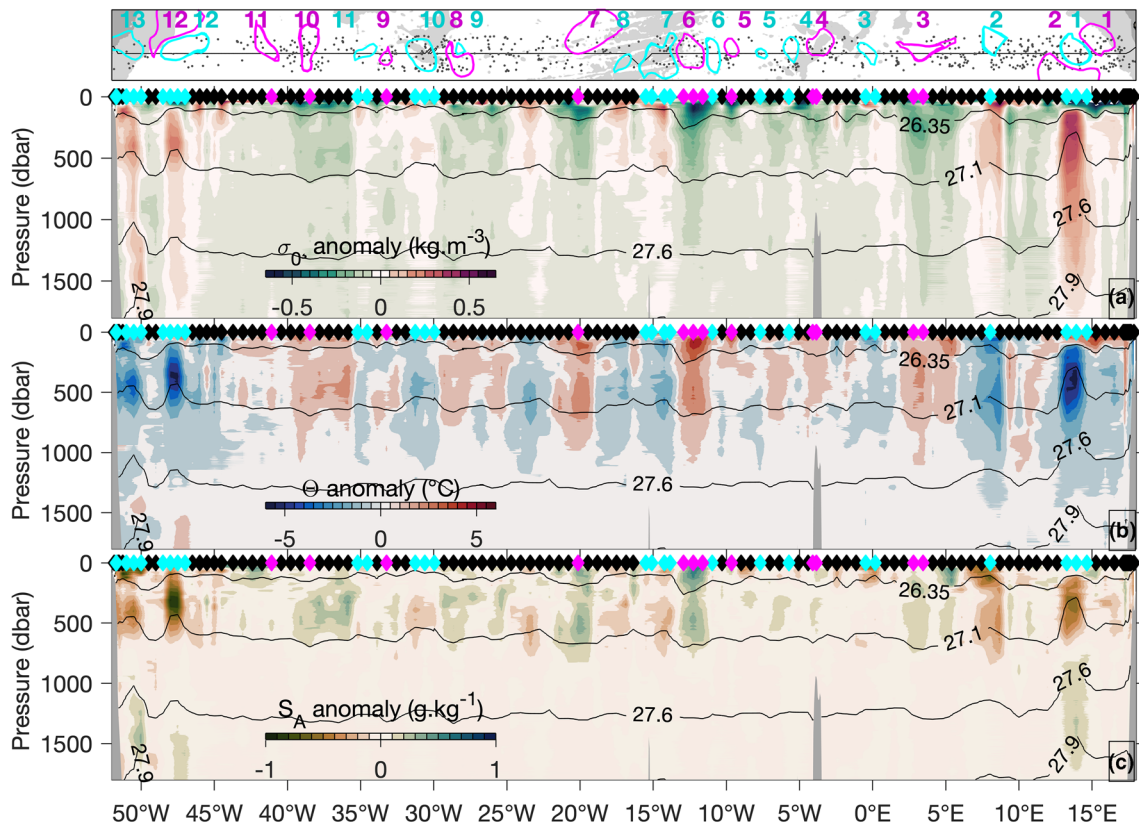 13 12 12 11 10 11 9 10 8 9 7 8 7 6 6 5 5 4 4 3 3 2 2 1 1
0
500
1000
1500
Pressure (dbar)
26.35
27.1
27.6
27.6
27.9
27.9
σ0, anomaly (kg.m-3)
-0.5 0 0.5
(a)
0
500
1000
1500
Pressure (dbar)
26.35
27.1
27.6
27.6
27.9
27.9
Θ anomaly (°C)
-5 0 5
(b)
0
500
1000
1500
Pressure (dbar)
26.35
27.1
27.6
27.6
27.9
27.9
SA anomaly (g.kg-1)
-1 0 1
(c)
50°W 45°W 40°W 35°W 30°W 25°W 20°W 15°W 10°W 5°W 0°E 5°E 10°E 15°E